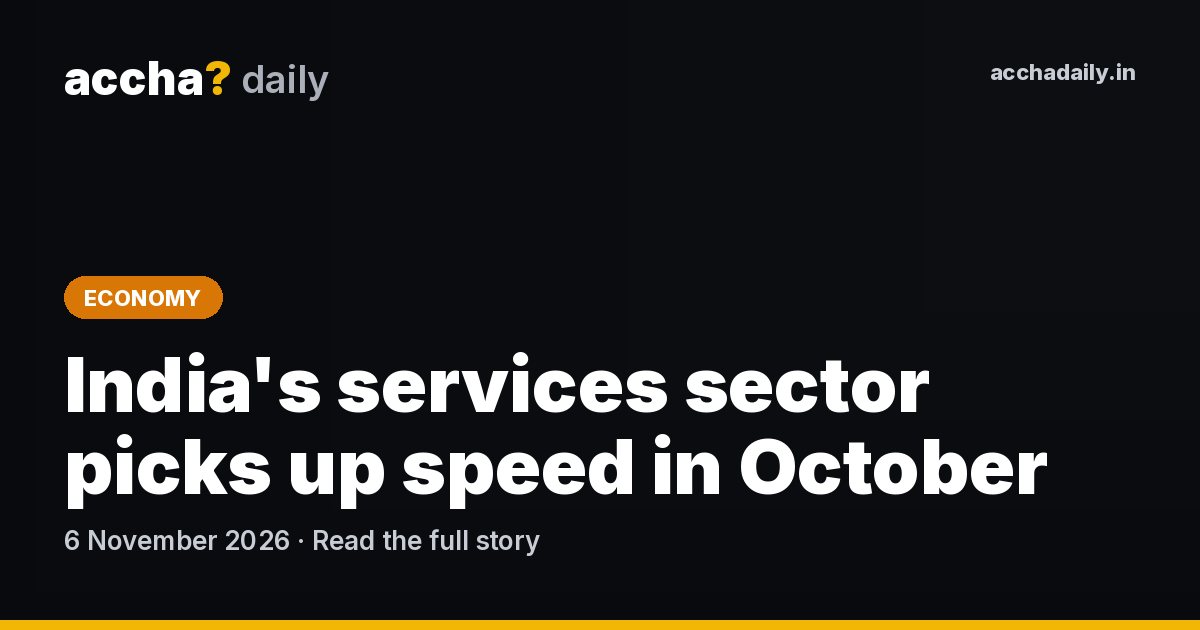 accha? daily
acchadaily.in
ECONOMY
India's services sector
picks up speed in October
6 November 2026 · Read the full story